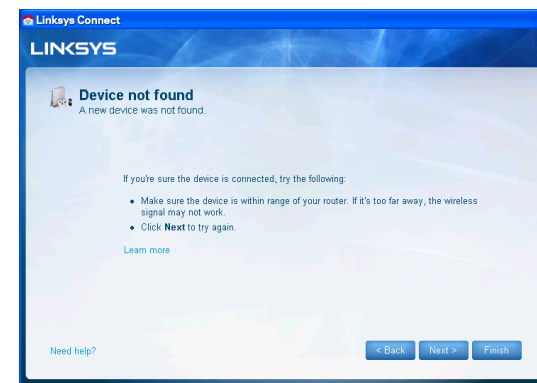 Linksys Connect
LINKSYS
Device not found
A new device was not found.
If you're sure the device is connected, try the following:
• Make sure the device is within range of your router. If it's too far away, the wireless
signal may not work.
• Click Next to try again.
Learn more
Need help?
< Back
Next >
Finish